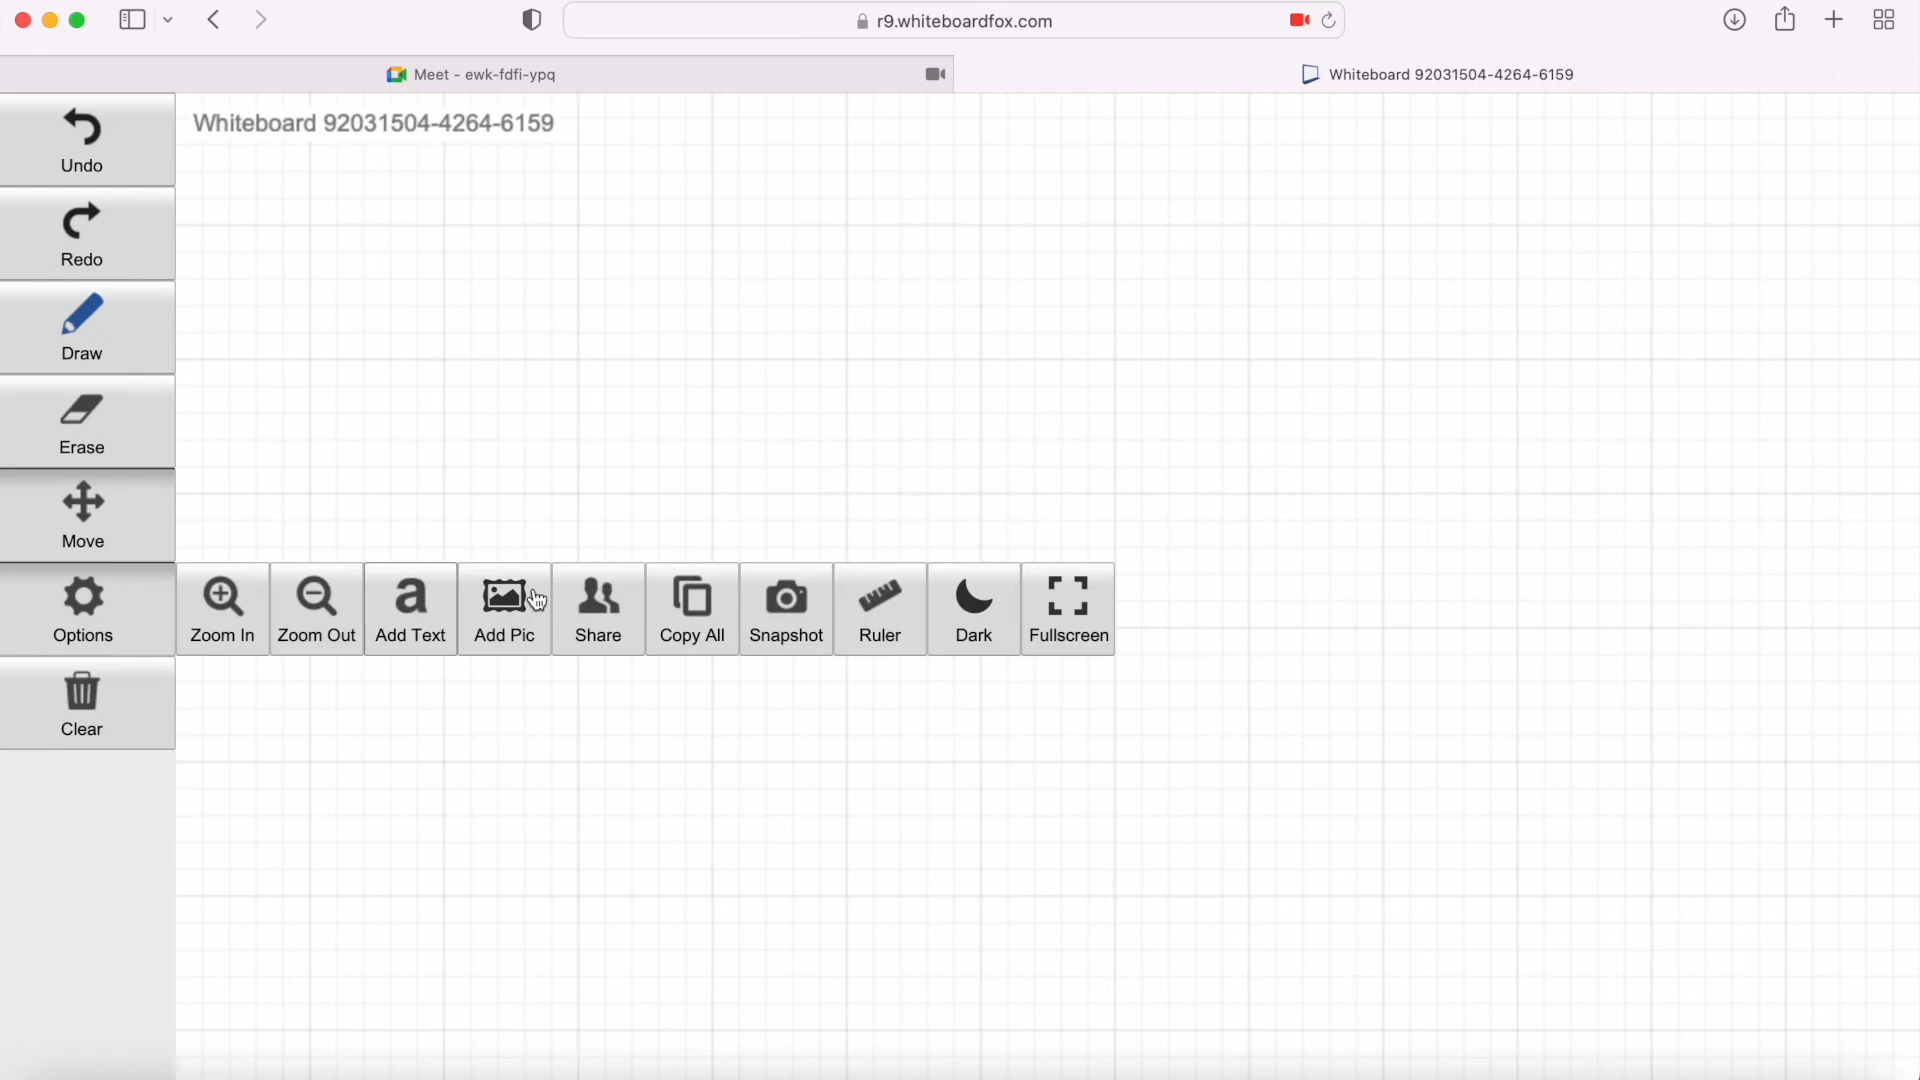 r9.whiteboardfox.com
Meet - ewk-fdfi-ypq
Whiteboard 92031504-4264-6159
Whiteboard 92031504-4264-6159
Undo
Redo
Draw
Erase
Move
Options
Zoom In
Zoom Out
a
Add Text
Add Pic
Share
Copy All
Snapshot
Ruler
Dark
Fullscreen
Clear